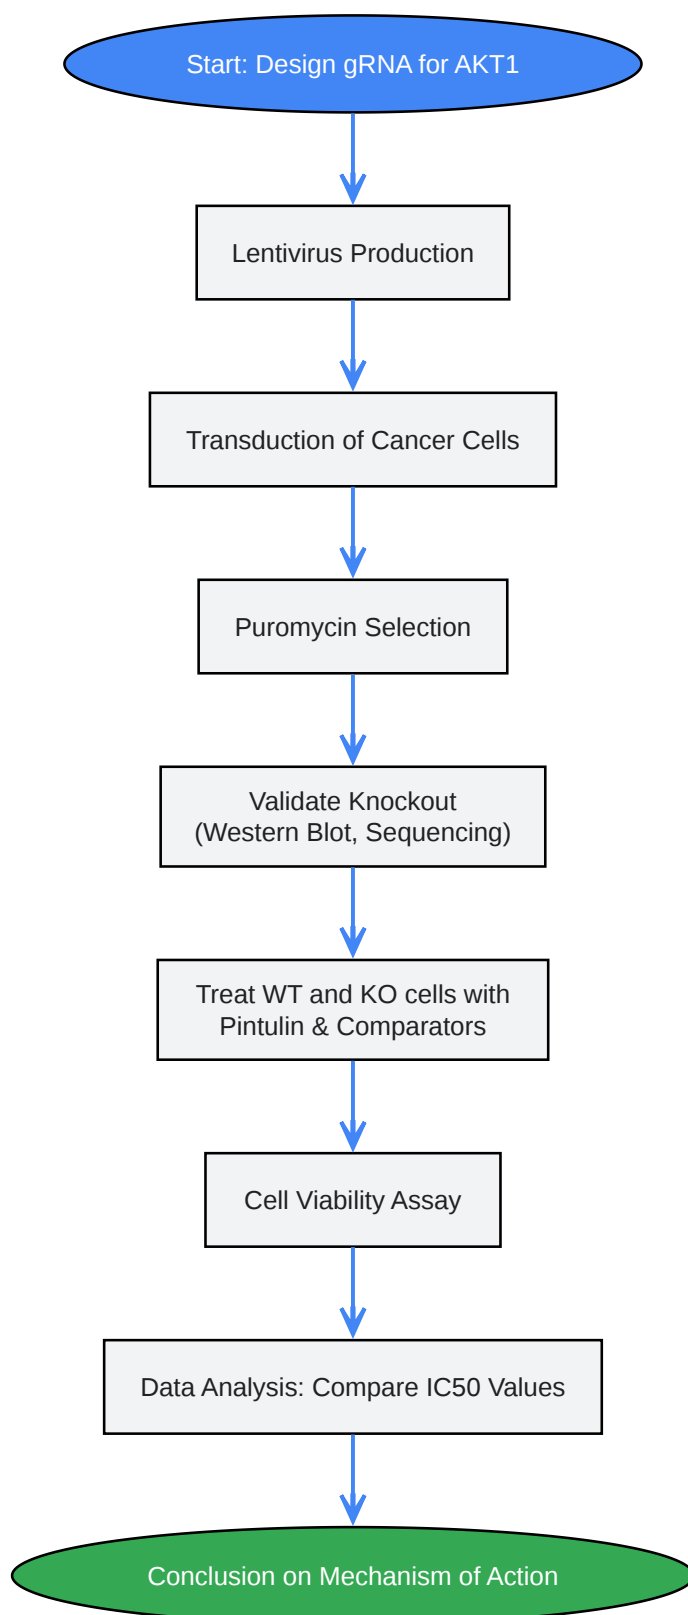 Start: Design gRNA for AKT1
Lentivirus Production
Transduction of Cancer Cells
Puromycin Selection
Validate Knockout
(Western Blot, Sequencing)
Treat WT and KO cells with
Pintulin & Comparators
Cell Viability Assay
Data Analysis: Compare IC50 Values
Conclusion on Mechanism of Action